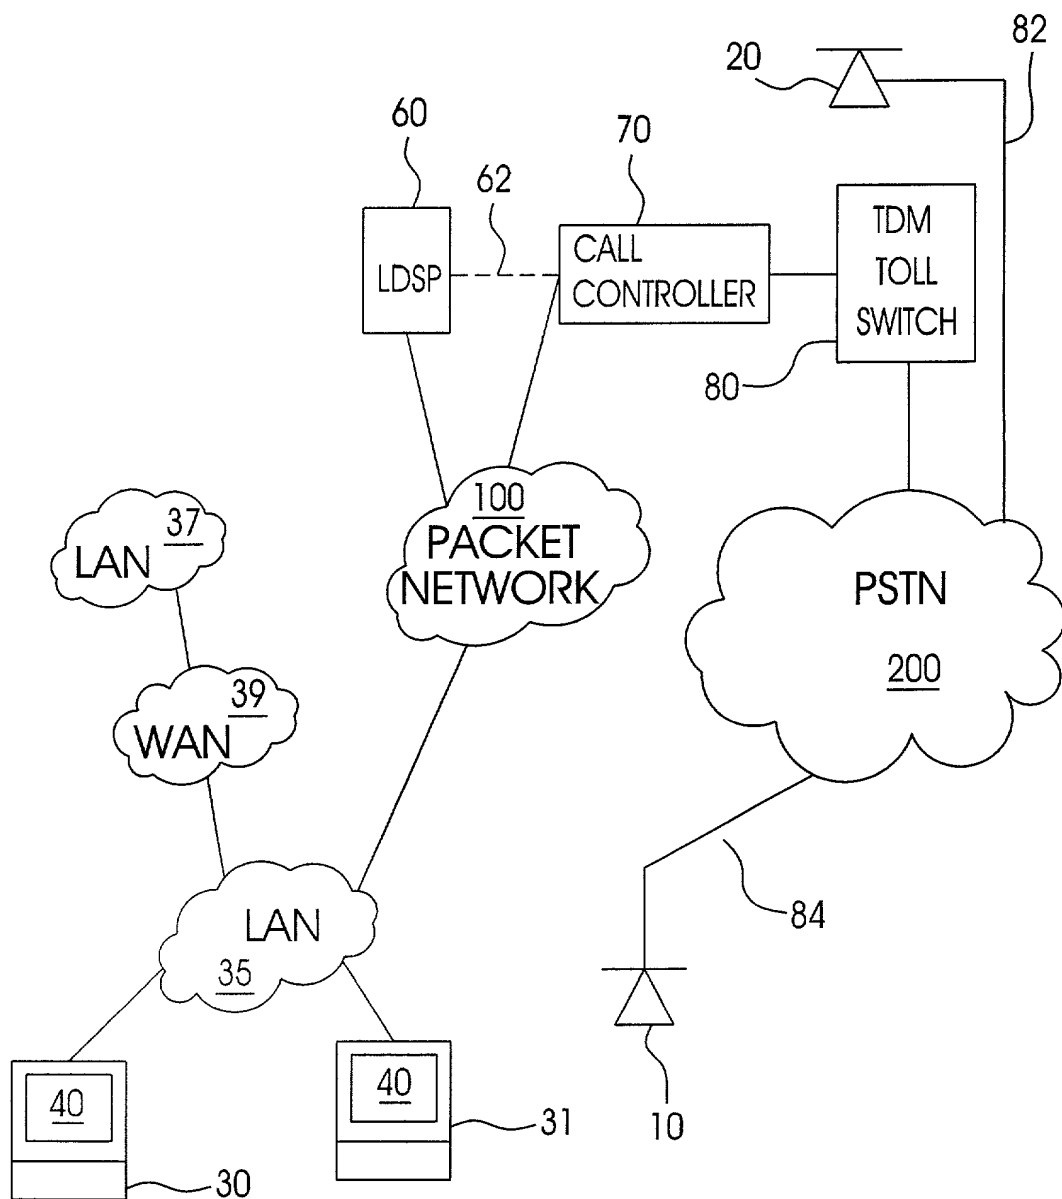 82
20
60
70
62
LDSP
CALL
CONTROLLER
TDM
TOLL
SWITCH
80
100
PACKET
NETWORK
37
LAN
PSTN
200
39
WAN
LAN
35
84
40
30
40
31
10